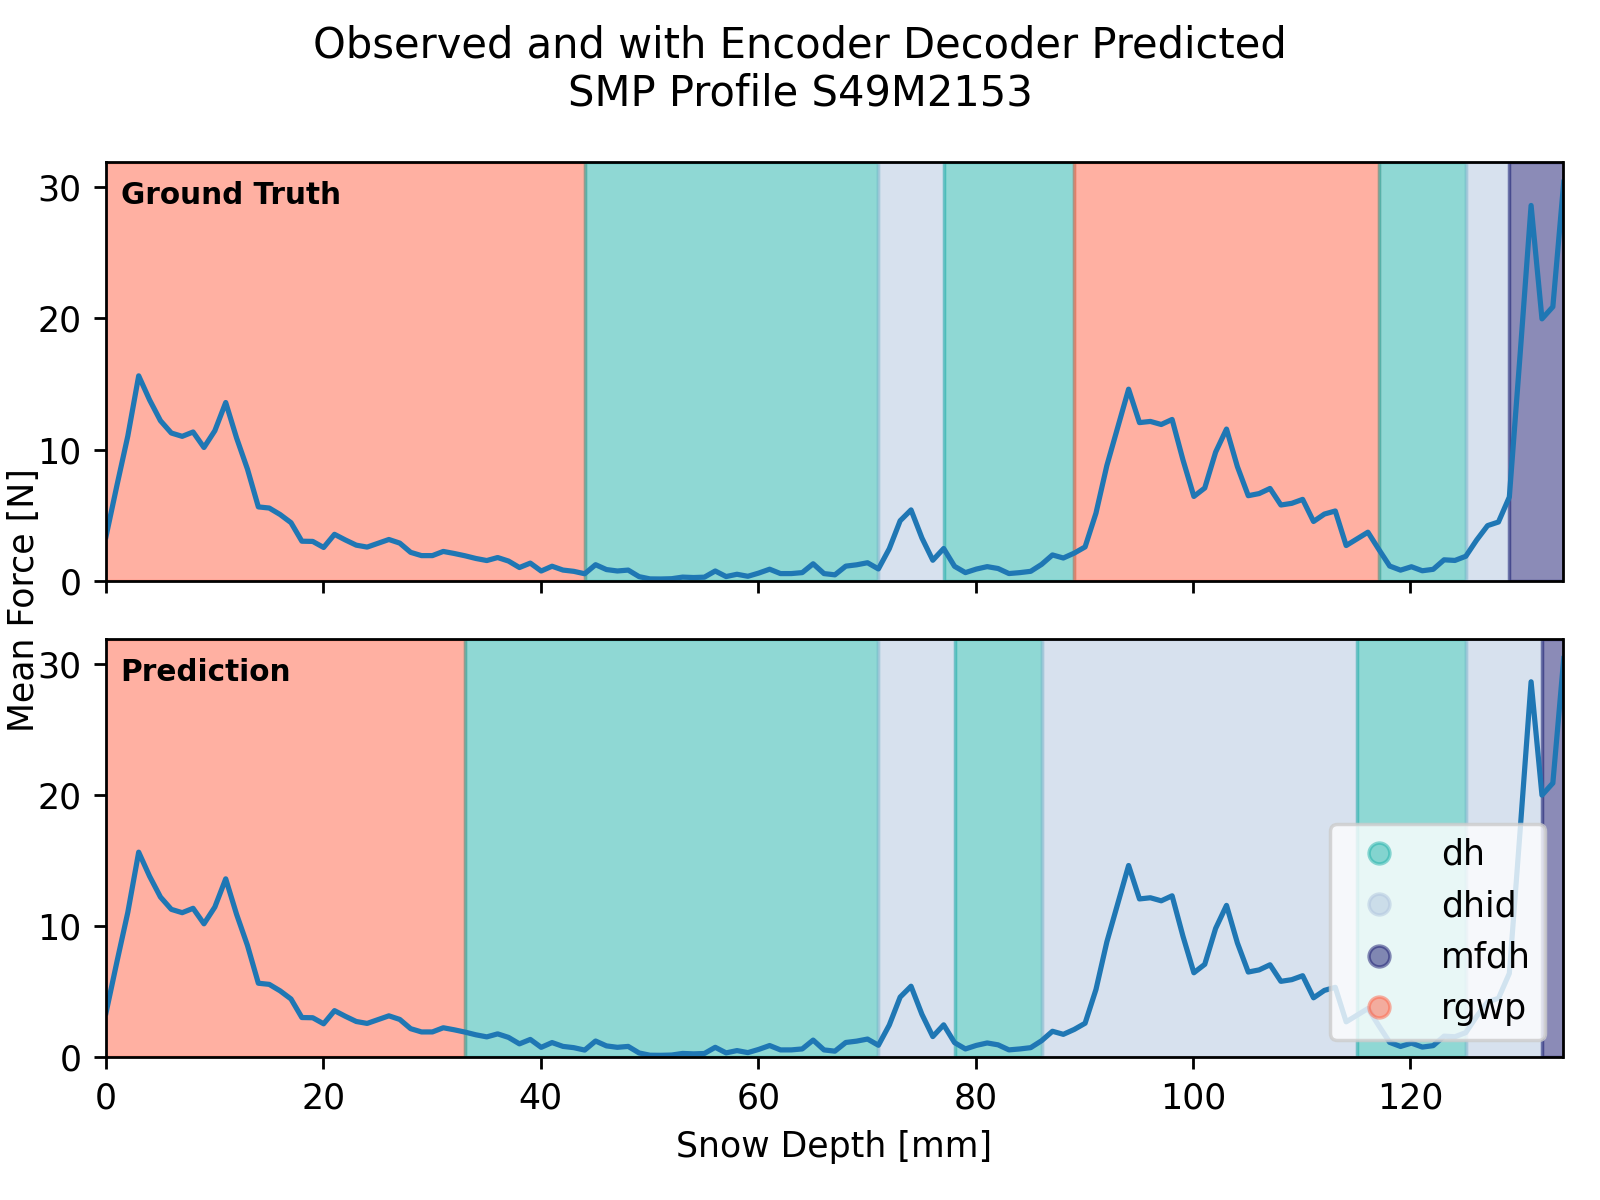 Observed and with Encoder Decoder Predicted
SMP Profile S49M2153
Ground Truth
30
20
10
0
Mean Force [N]
Prediction
30
20
10
0
dh
dhid
mfdh
rgwp
0 20 40 60 80 100 120
Snow Depth [mm]